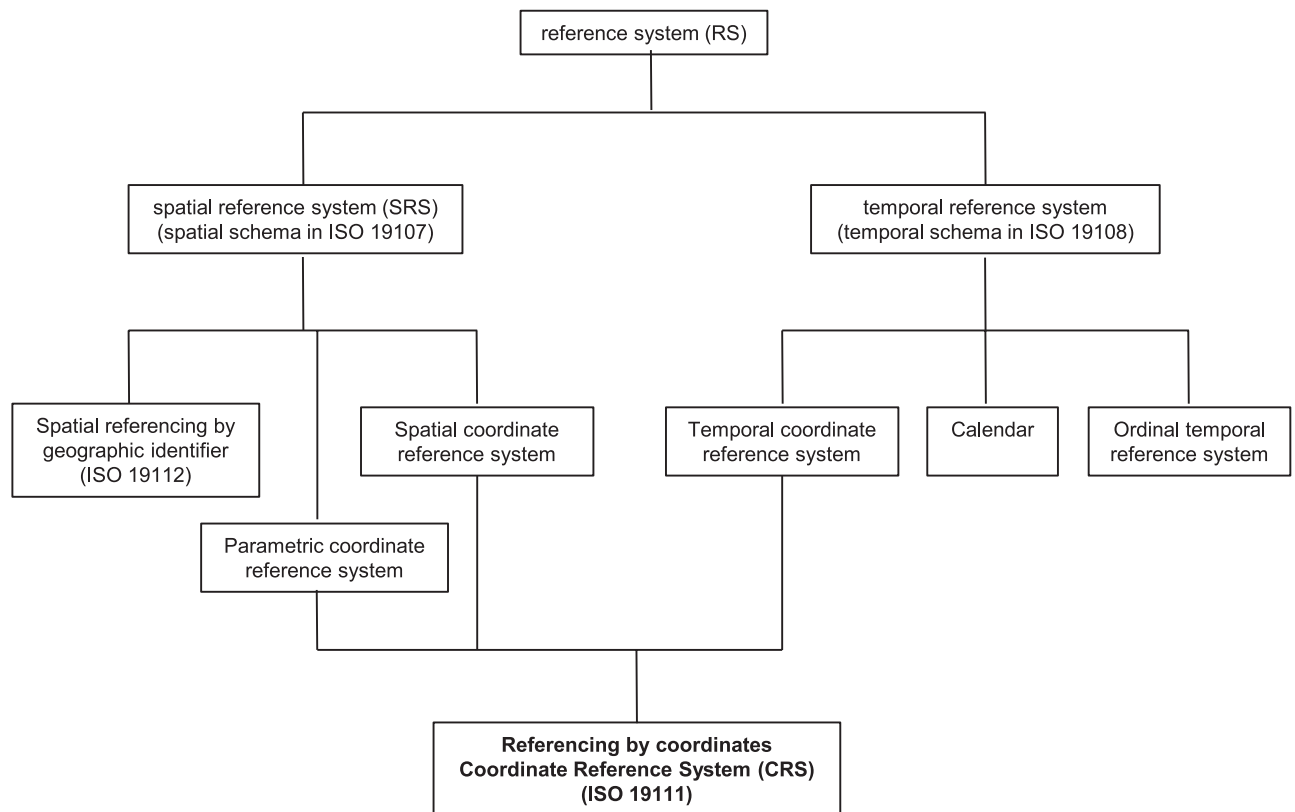 reference system (RS)
spatial reference system (SRS)
(spatial schema in ISO 19107)
temporal reference system
(temporal schema in ISO 19108)
Spatial referencing by
geographic identifier
(ISO 19112)
Spatial coordinate
reference system
Temporal coordinate
reference system
Calendar
Ordinal temporal
reference system
Parametric coordinate
reference system
Referencing by coordinates
Coordinate Reference System (CRS)
(ISO 19111)